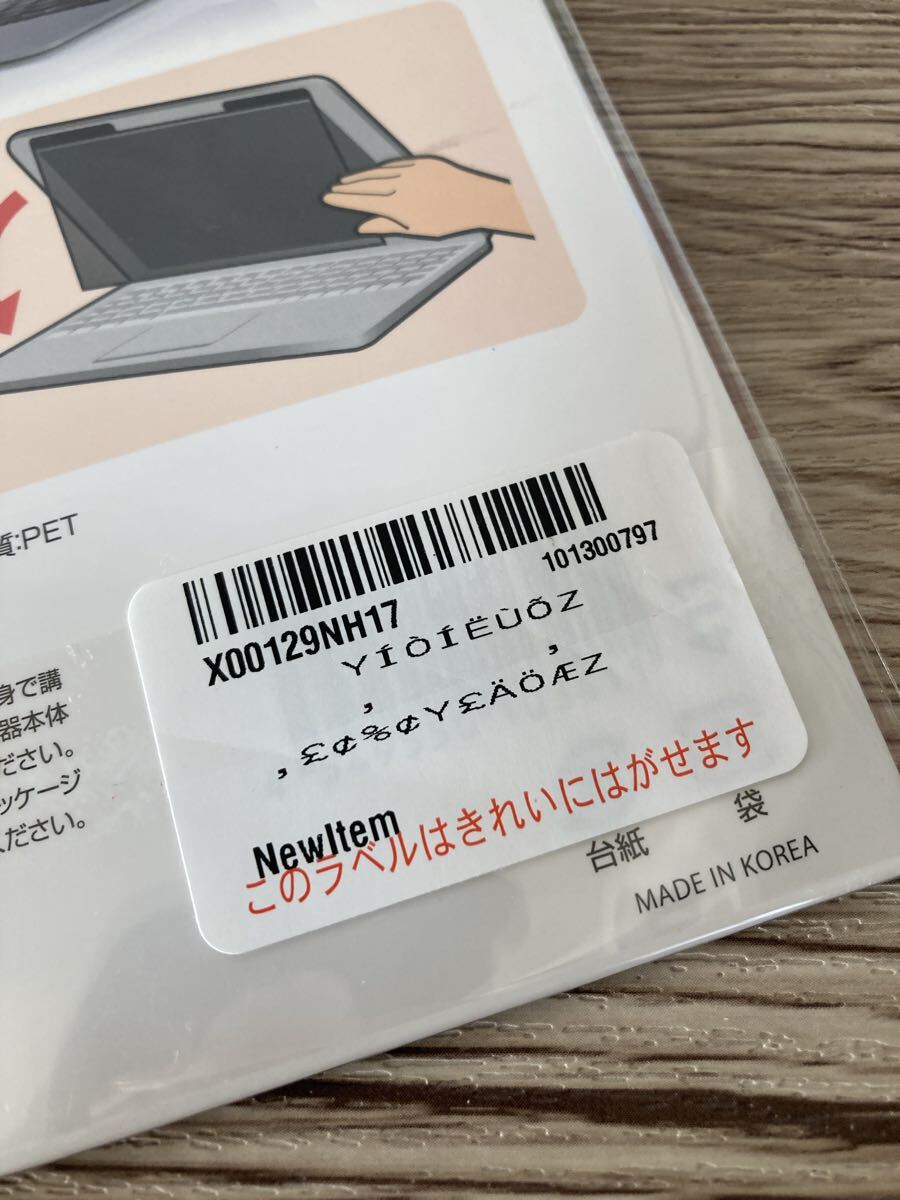 質:PET
身で講
器本体
ださい。
ッケージ
ください。
101300797
X00129NH17
YÍÒÍËÙÕZ
, ,
,£¢%¢Y£ÄÖÆZ
NewItem
このラベルはきれいにはがせます
台紙
袋
MADE IN KOREA